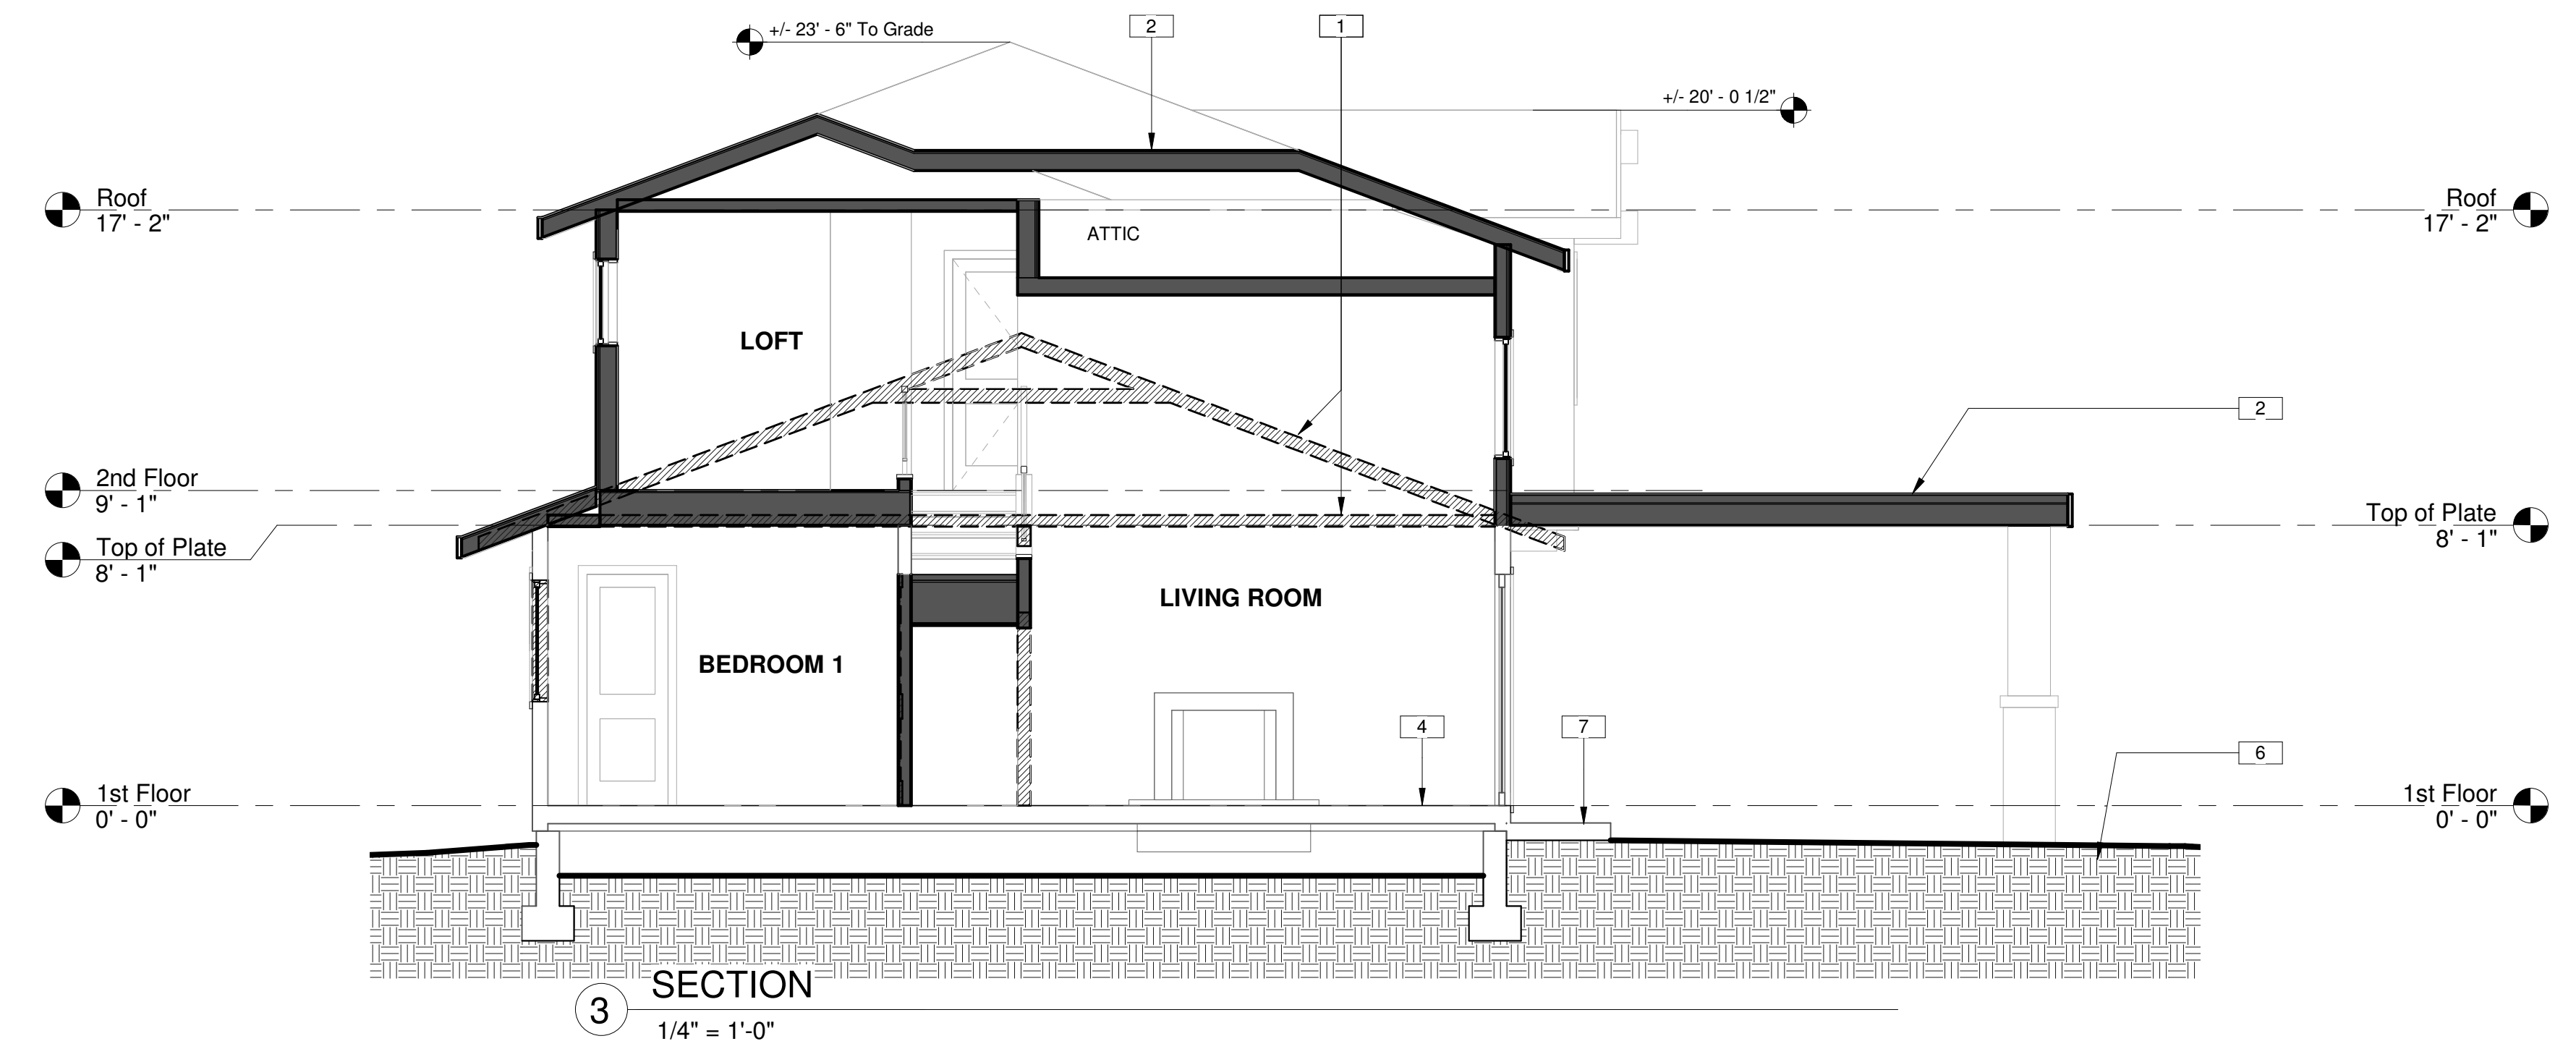 +/- 23' - 6" To Grade
2
1
+/- 20' - 0 1/2"
Roof
17' - 2"
Roof
17' - 2"
ATTIC
LOFT
2
2nd Floor
9' - 1"
Top of Plate
8' - 1"
Top of Plate
8' - 1"
LIVING ROOM
BEDROOM 1
4
7
6
1st Floor
0' - 0"
1st Floor
0' - 0"
SECTION
3
1/4" = 1'-0"